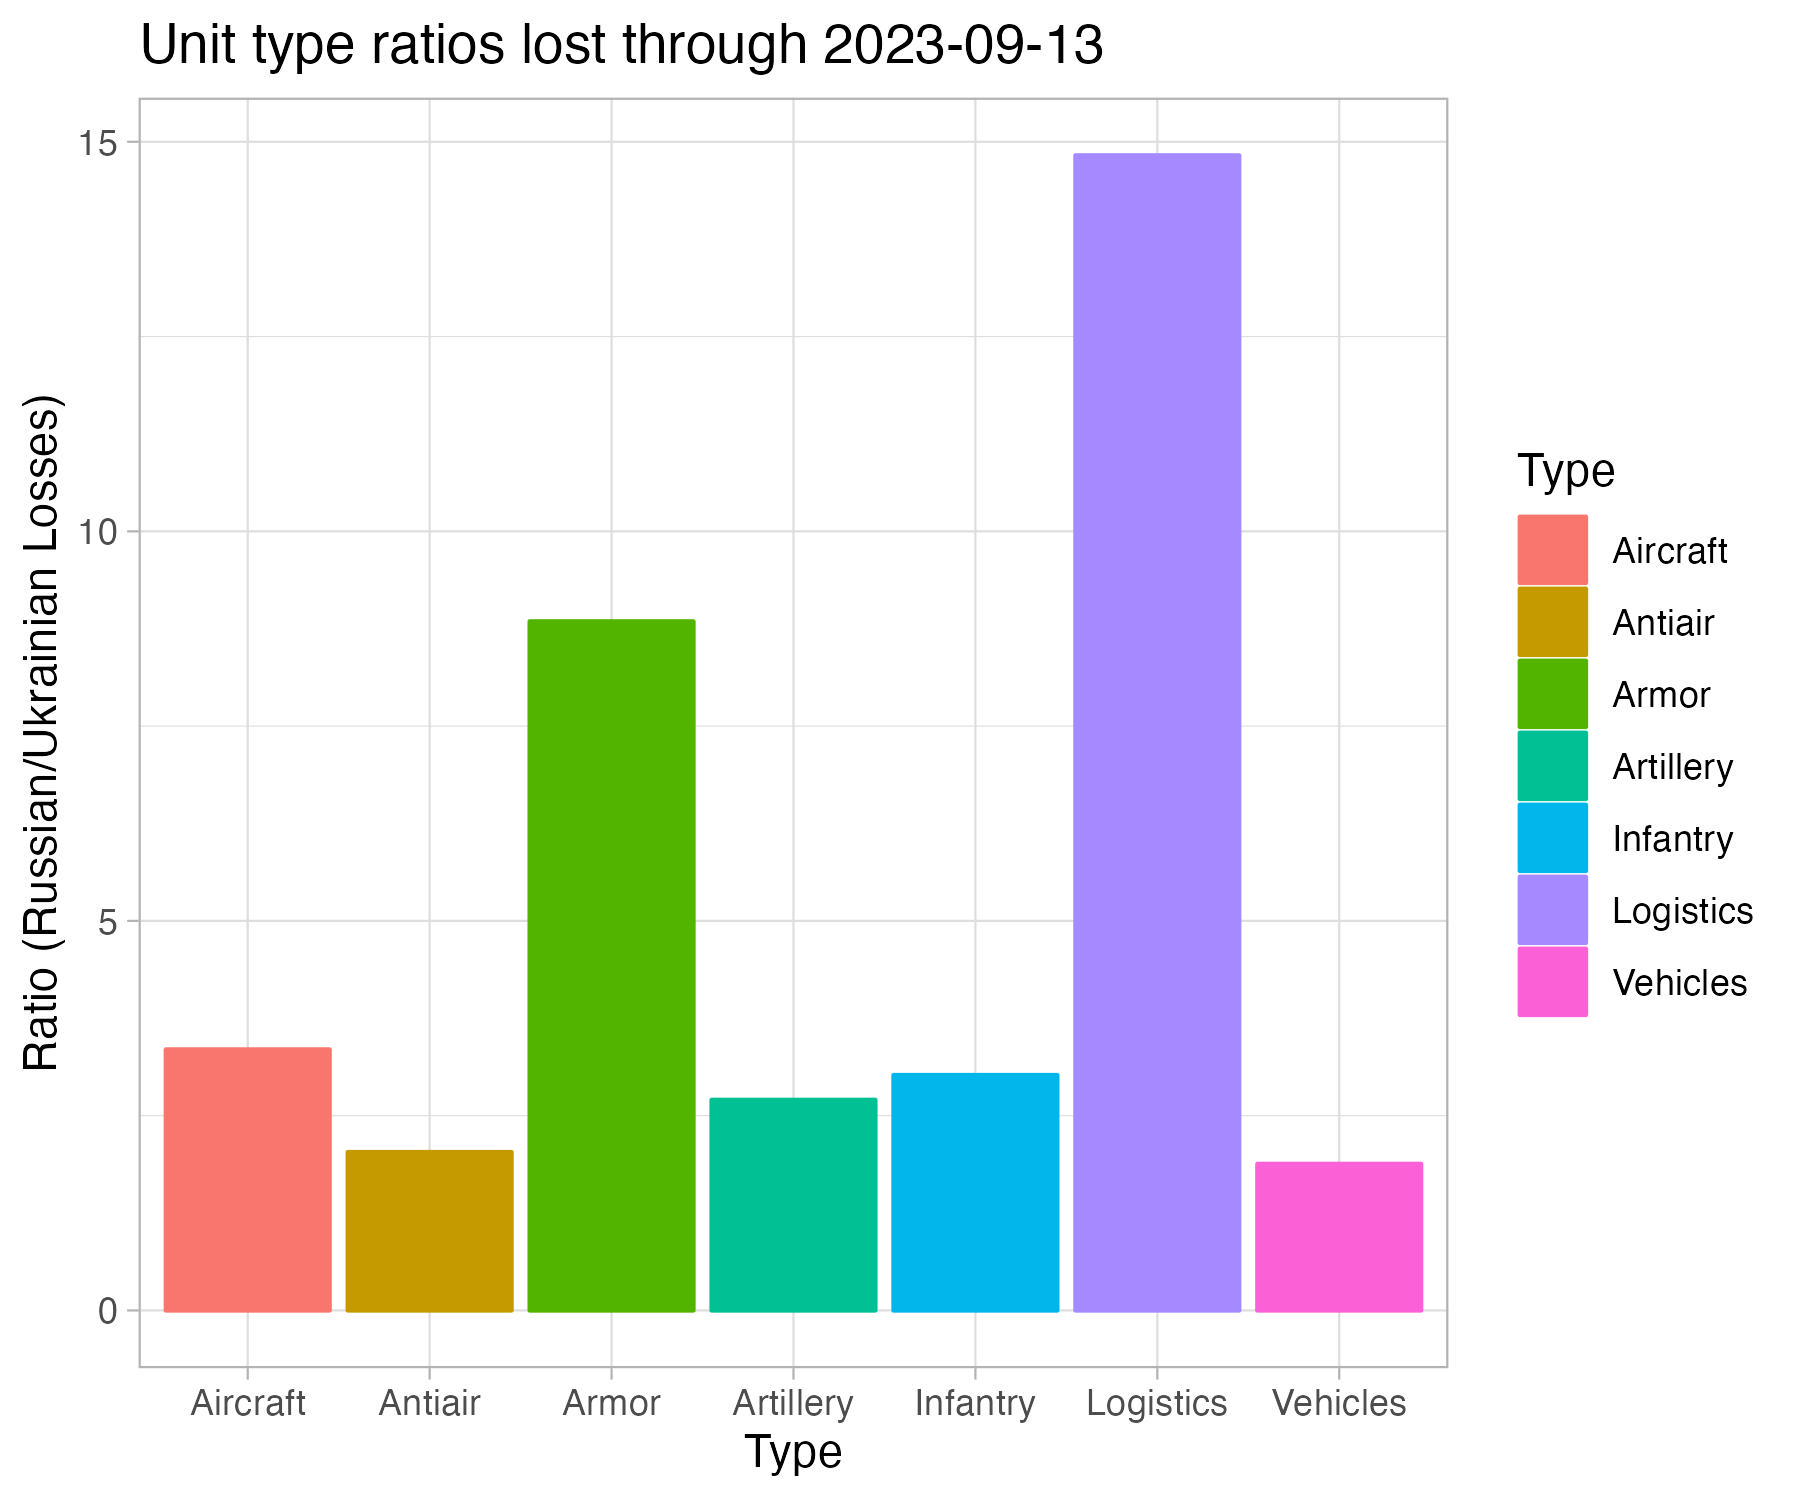 Unit type ratios lost through 2023-09-13
Ratio (Russian/Ukrainian Losses)
15
10
5
0
Aircraft
Antiair
Armor
Artillery
Infantry
Logistics
Vehicles
Type
Type
Aircraft
Antiair
Armor
Artillery
Infantry
Logistics
Vehicles